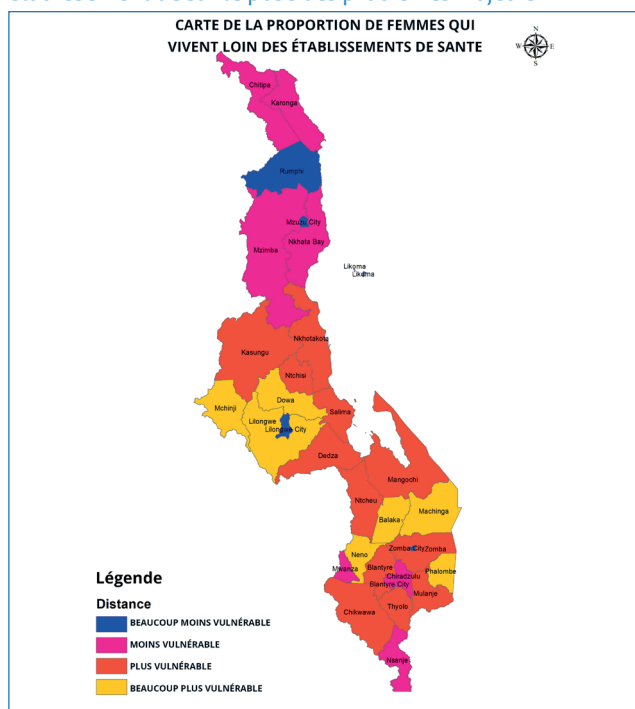 CARTE DE LA PROPORTION DE FEMMES QUI
VIVENT LOIN DES ÉTABLISSEMENTS DE SANTE
N
W
E
S
Chitipa
Karonga
Rumphi
Mzuzu City
Mzimba
Nkhata Bay
Likoma
Likoma
Nkhotakota
Kasungu
Ntchisi
Mchinji
Dowa
Salima
Lilongwe
Lilongwe City
Dedza
Mangochi
Ntcheu
Machinga
Balaka
Neno
Zomba City
Zomba
Mwanza
Blantyre
Phalombe
Chiradzulu
Blantyre City
Mulanje
Chikwawa
Thyolo
Nsanje
Légende
Distance
BEAUCOUP MOINS VULNÉRABLE
MOINS VULNÉRABLE
PLUS VULNÉRABLE
BEAUCOUP PLUS VULNÉRABLE